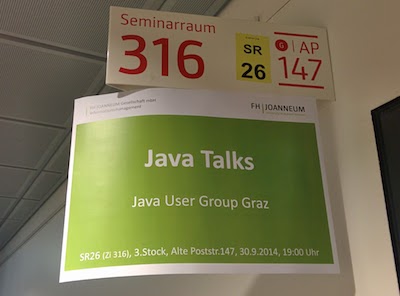 Seminarraum
316
SR
26
G | AP
147
FH | JOANNEUM
Java Talks
Java User Group Graz
SR26 (ZI 316), 3.Stock, Alte Poststr.147, 30.9.2014, 19:00 Uhr